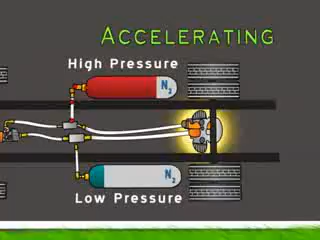 ACCELERATING
High Pressure
N2
N2
Low Pressure